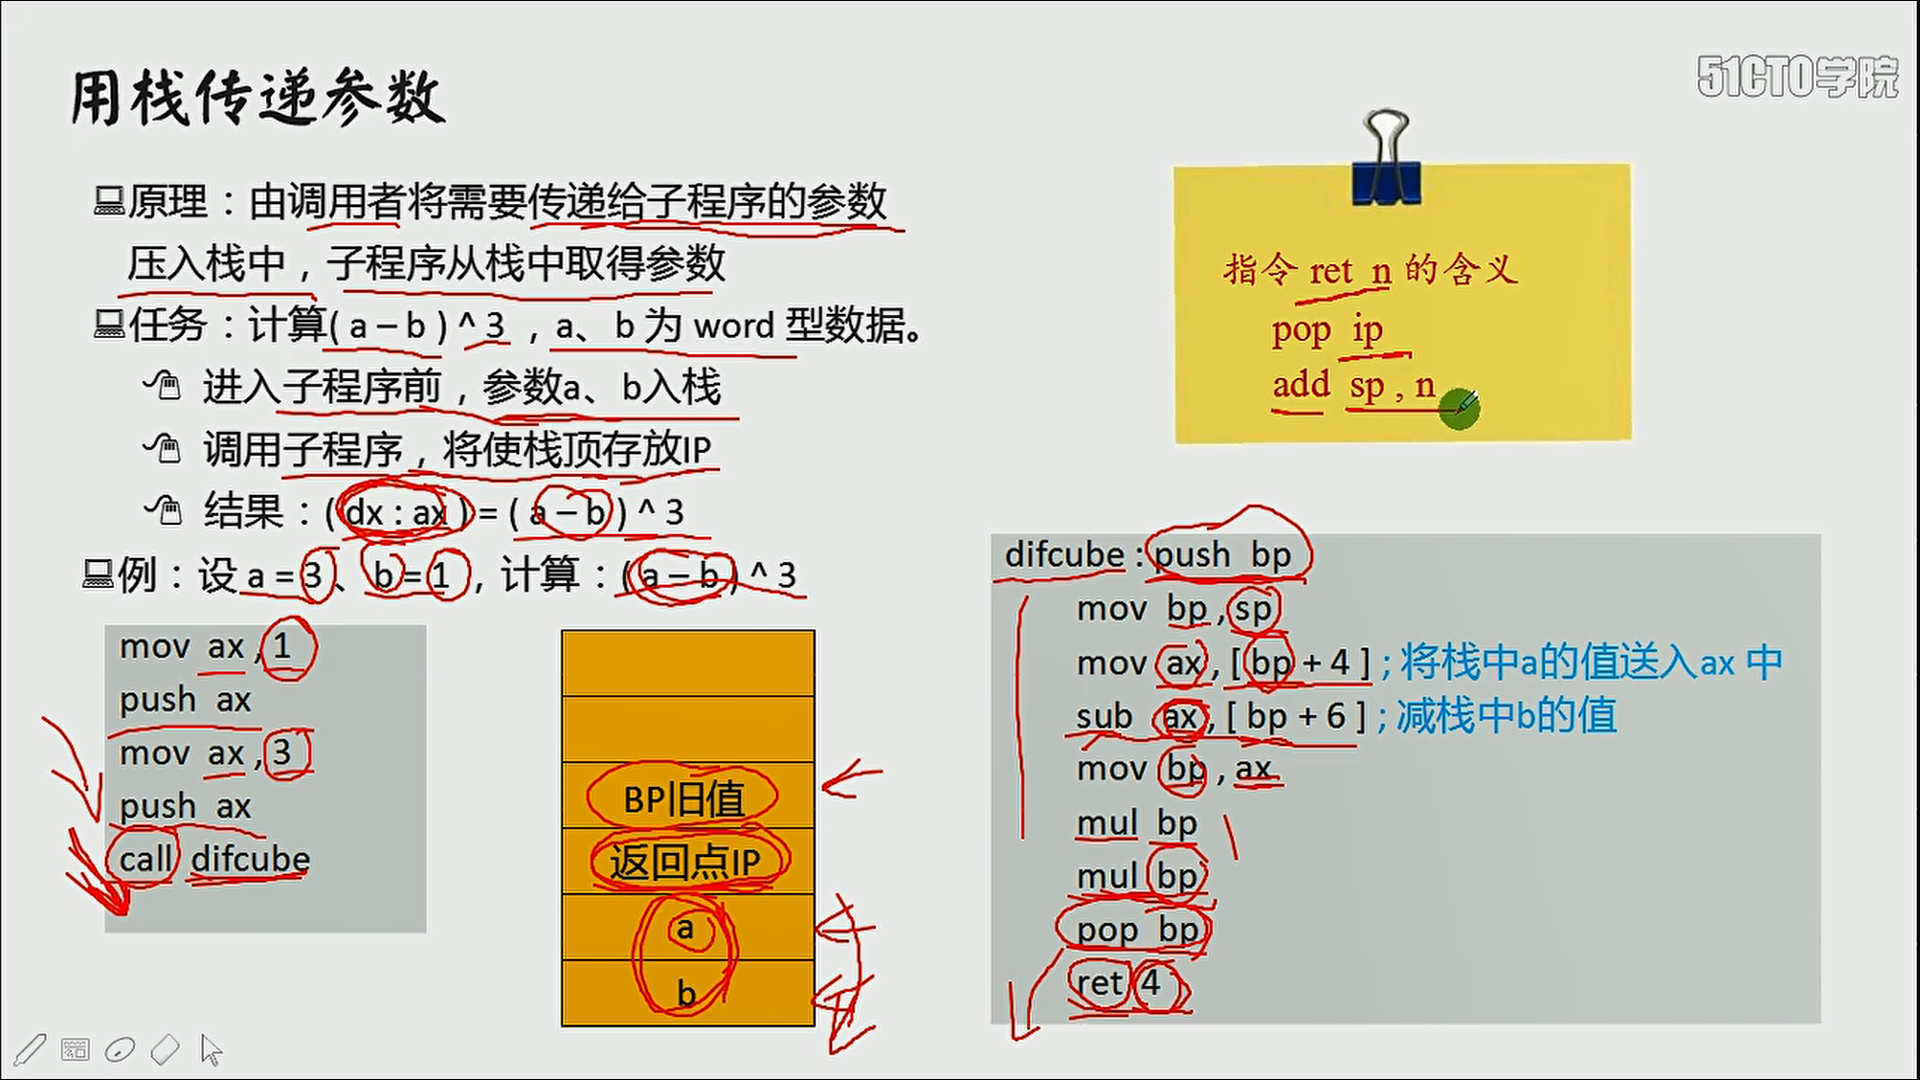 用栈传递参数
51CTO学院
原理：由调用者将需要传递给子程序的参数
压入栈中，子程序从栈中取得参数
任务：计算( a – b ) ^ 3 ，a、b 为 word 型数据。
进入子程序前，参数a、b入栈
调用子程序，将使栈顶存放IP
结果：( dx : ax ) = ( a – b ) ^ 3
例：设 a = 3 、 b = 1 ，计算：( a – b ) ^ 3
mov ax , 1
push ax
mov ax , 3
push ax
call difcube
BP旧值
返回点IP
a
b
指令 ret n 的含义
pop ip
add sp , n
difcube : push bp
mov bp , sp
mov ax , [ bp + 4 ] ; 将栈中a的值送入ax 中
sub ax , [ bp + 6 ] ; 减栈中b的值
mov bp , ax
mul bp
mul bp
pop bp
ret 4